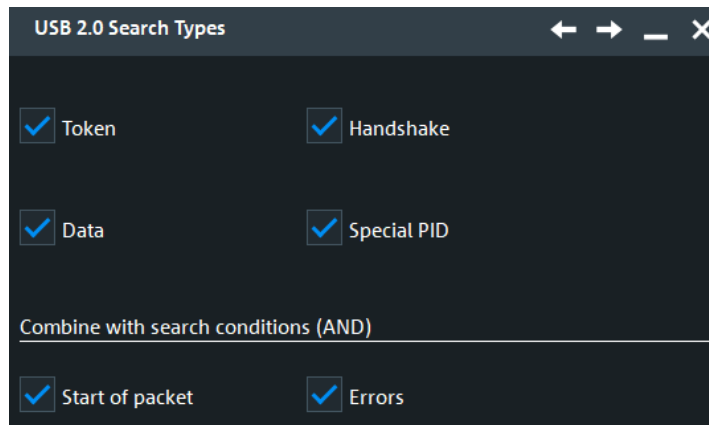 USB 2.0 Search Types
Token Handshake
Data Special PID
Combine with search conditions (AND)
Start of packet Errors